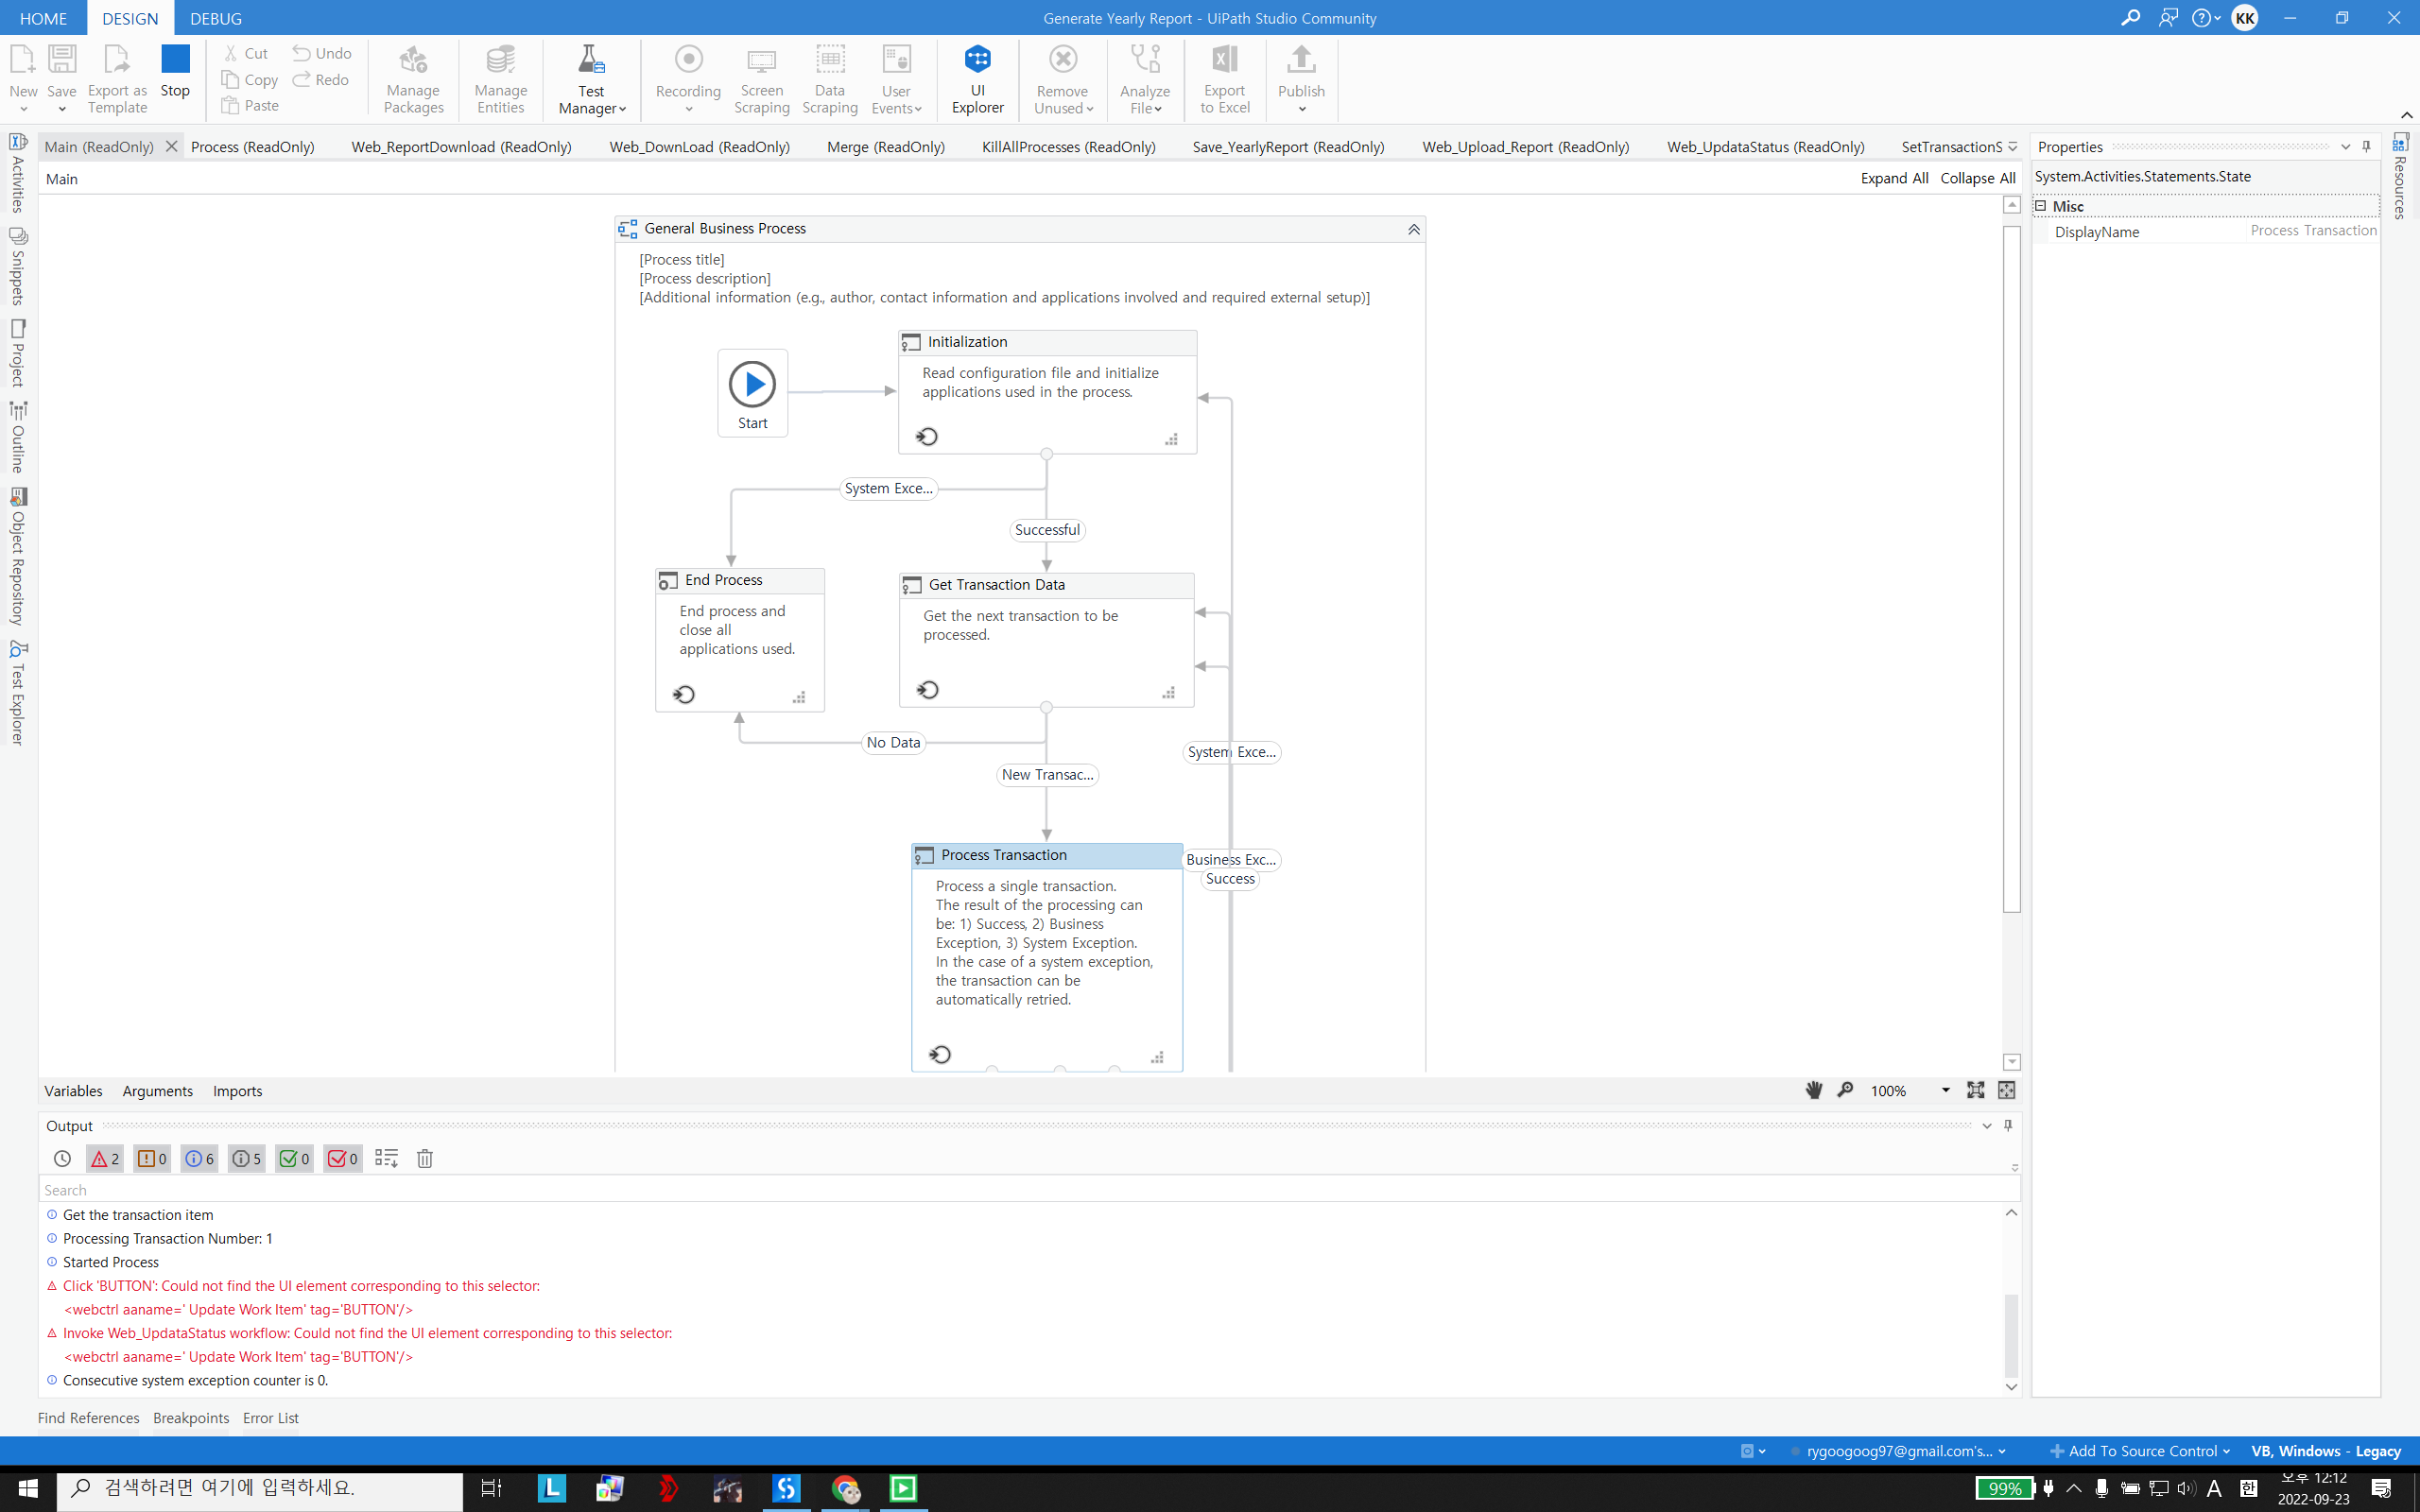 HOME DESIGN DEBUG
Generate Yearly Report - UiPath Studio Community
KK
New
Save
Export as Template
Stop
Cut
Copy
Paste
Undo
Redo
Manage Packages
Manage Entities
Test Manager
Recording
Screen Scraping
Data Scraping
User Events
UI Explorer
Remove Unused
Analyze File
Export to Excel
Publish
Main (ReadOnly) Process (ReadOnly) Web_ReportDownload (ReadOnly) Web_DownLoad (ReadOnly) Merge (ReadOnly) KillAllProcesses (ReadOnly) Save_YearlyReport (ReadOnly) Web_Upload_Report (ReadOnly) Web_UpdataStatus (ReadOnly) SetTransactionS
Main
Expand All Collapse All
Activities
Snippets
Project
Outline
Object Repository
Test Explorer
General Business Process
[Process title]
[Process description]
[Additional information (e.g., author, contact information and applications involved and required external setup)]
Start
Initialization
Read configuration file and initialize
applications used in the process.
System Exce...
Successful
End Process
End process and
close all
applications used.
Get Transaction Data
Get the next transaction to be
processed.
No Data
New Transac...
System Exce...
Business Exc...
Success
Process Transaction
Process a single transaction.
The result of the processing can
be: 1) Success, 2) Business
Exception, 3) System Exception.
In the case of a system exception,
the transaction can be
automatically retried.
Properties
System.Activities.Statements.State
Misc
DisplayName Process Transaction
Resources
Variables Arguments Imports
100%
Output
2 0 6 5 0 0
Search
Get the transaction item
Processing Transaction Number: 1
Started Process
Click 'BUTTON': Could not find the UI element corresponding to this selector:
<webctrl aaname=' Update Work Item' tag='BUTTON'/>
Invoke Web_UpdataStatus workflow: Could not find the UI element corresponding to this selector:
<webctrl aaname=' Update Work Item' tag='BUTTON'/>
Consecutive system exception counter is 0.
Find References Breakpoints Error List
rygoogoog97@gmail.com's... Add To Source Control VB, Windows - Legacy
검색하려면 여기에 입력하세요.
99%
A
한
오후 12:12
2022-09-23